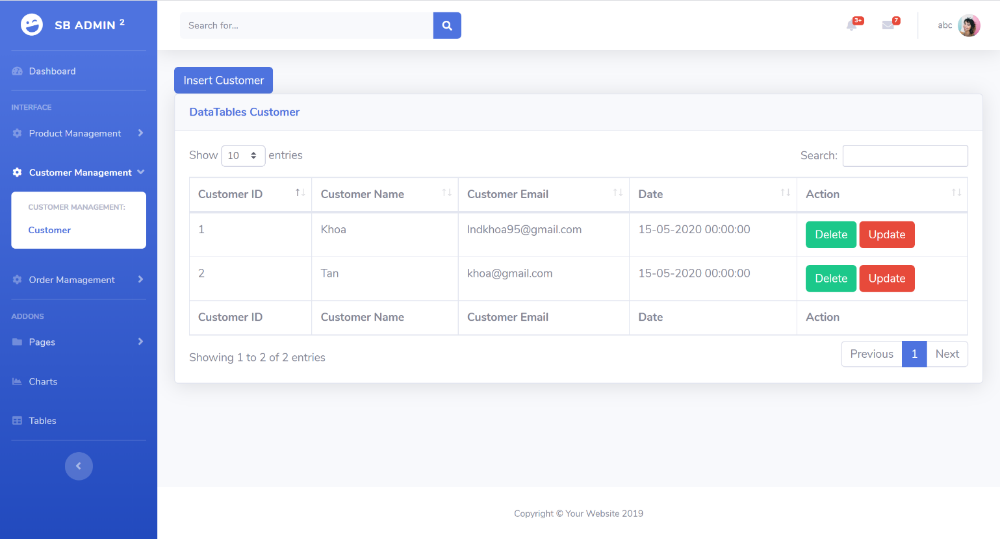 SB ADMIN 2
Search for...
3+
7
abc
Dashboard
INTERFACE
Product Management
Customer Management
CUSTOMER MANAGEMENT:
Customer
Order Mamagement
ADDONS
Pages
Charts
Tables
Insert Customer
DataTables Customer
Show 10 entries
Search:
Customer ID Customer Name Customer Email Date Action
1 Khoa lndkhoa95@gmail.com 15-05-2020 00:00:00 Delete Update
2 Tan khoa@gmail.com 15-05-2020 00:00:00 Delete Update
Customer ID Customer Name Customer Email Date Action
Showing 1 to 2 of 2 entries
Previous 1 Next
Copyright © Your Website 2019